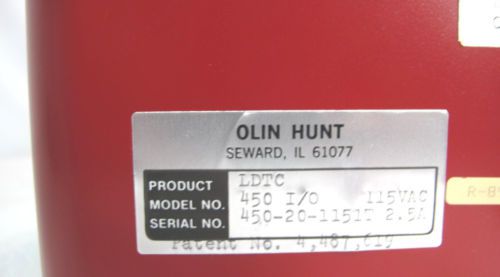 OLIN HUNT
SEWARD, IL 61077
PRODUCT LDTC
MODEL NO. 450 I/O 115VAC
SERIAL NO. 450-20-1151T 2.5A
Patent No. 4,487,619